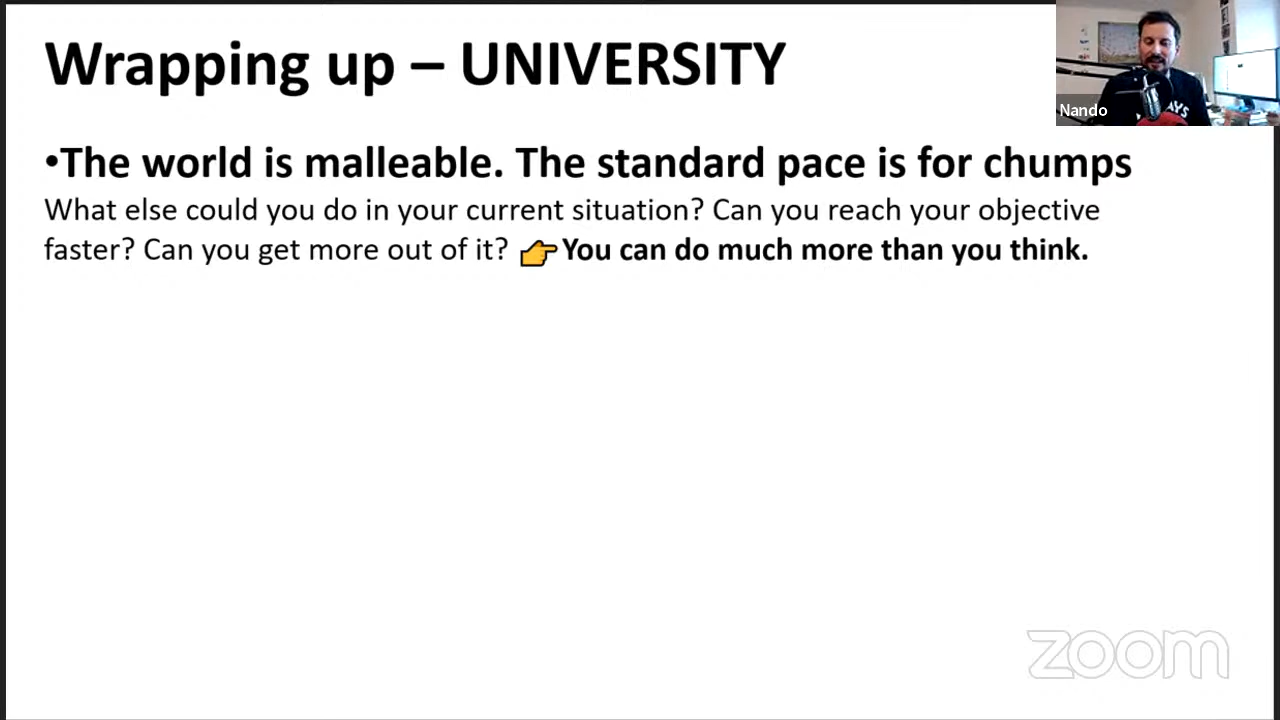 Wrapping up – UNIVERSITY
•The world is malleable. The standard pace is for chumps
What else could you do in your current situation? Can you reach your objective
faster? Can you get more out of it? 👉You can do much more than you think.
Nando
zoom